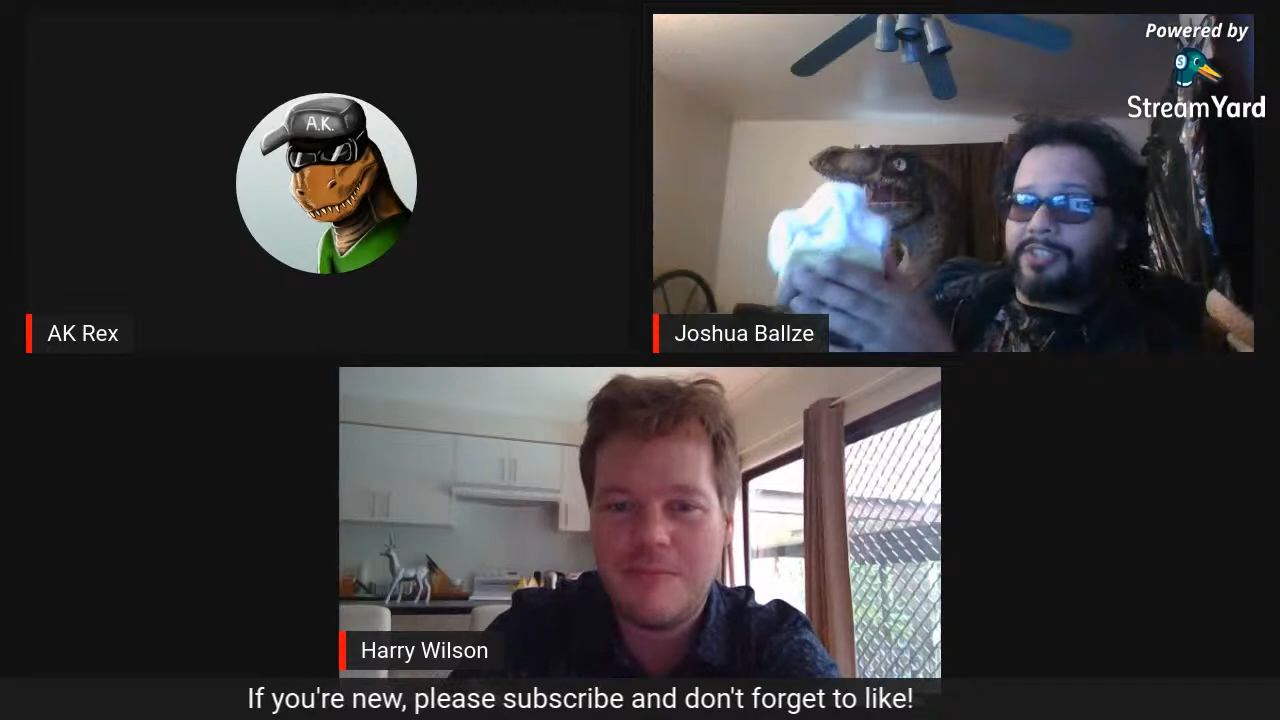 A.K.
Powered by
StreamYard
AK Rex
Joshua Ballze
Harry Wilson
If you're new, please subscribe and don't forget to like!